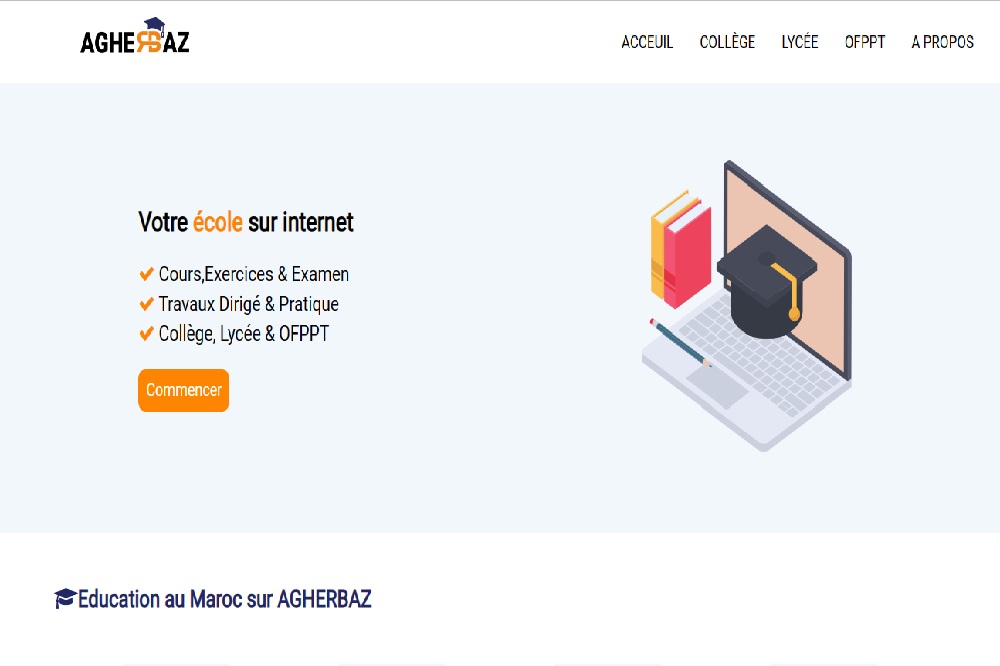 AGHERBAZ
ACCEUIL COLLÈGE LYCÉE OFPPT A PROPOS
Votre école sur internet
Cours,Exercices & Examen
Travaux Dirigé & Pratique
Collège, Lycée & OFPPT
Commencer
Education au Maroc sur AGHERBAZ